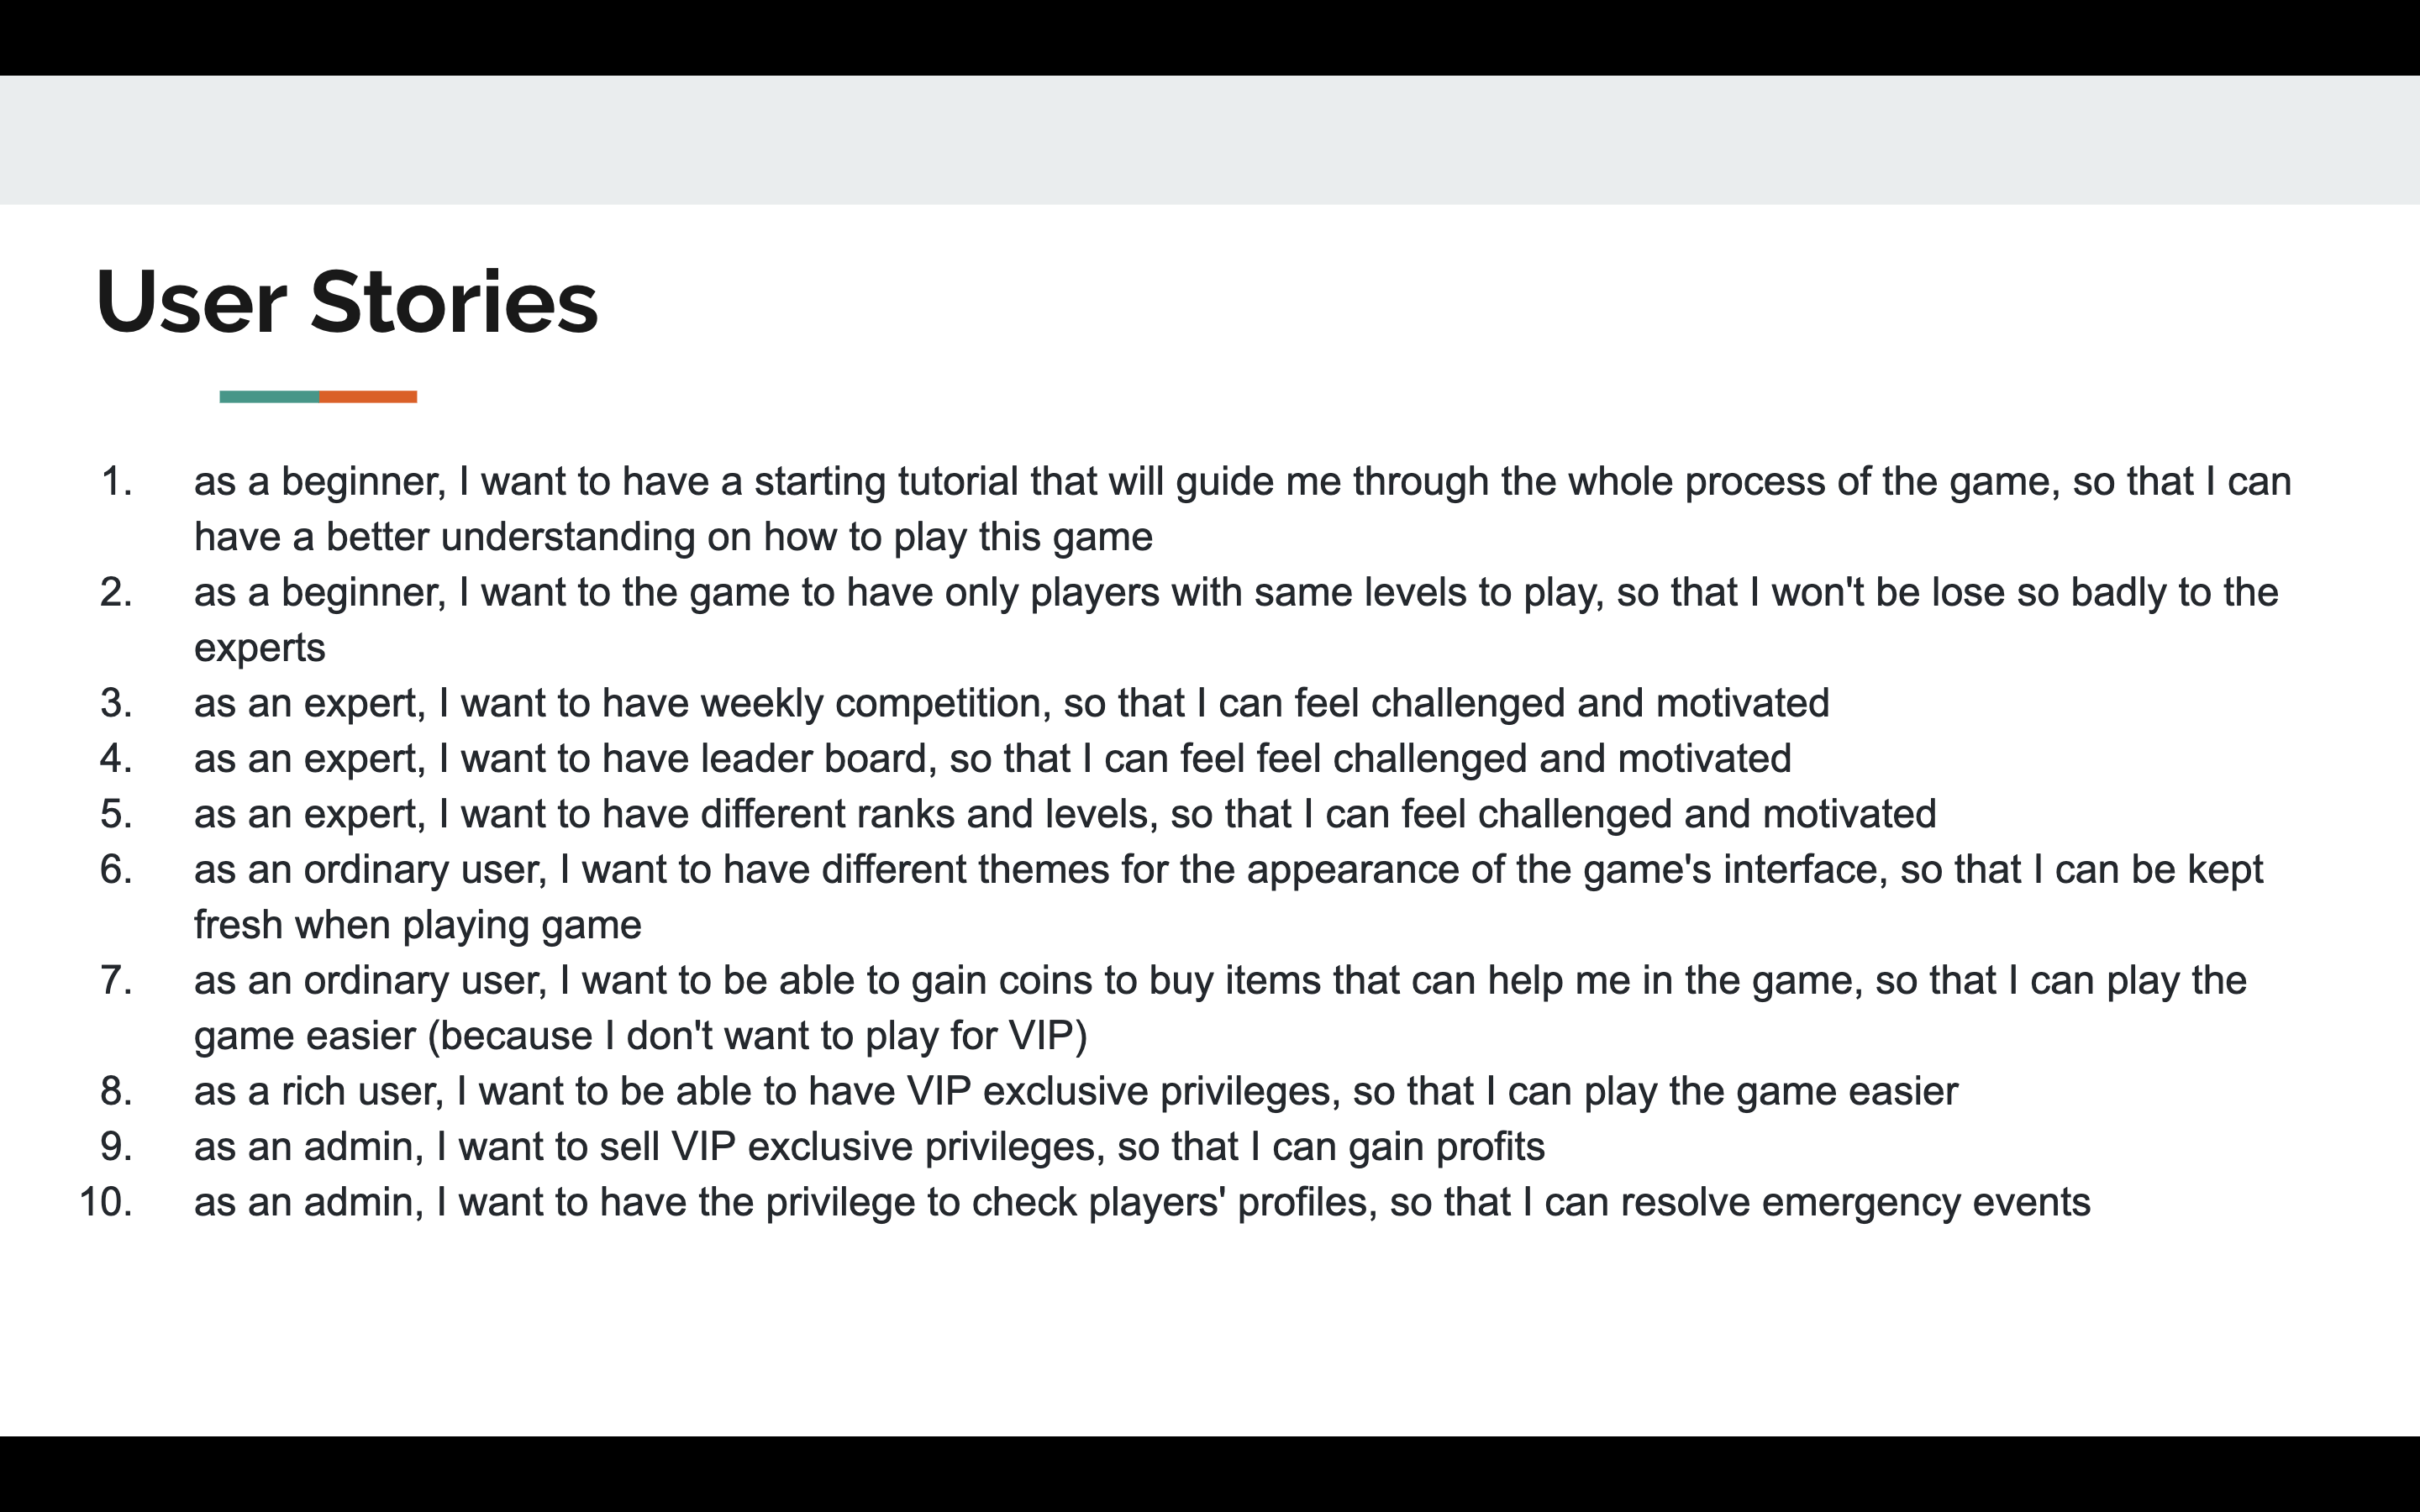 User Stories
1. as a beginner, I want to have a starting tutorial that will guide me through the whole process of the game, so that I can
have a better understanding on how to play this game
2. as a beginner, I want to the game to have only players with same levels to play, so that I won't be lose so badly to the
experts
3. as an expert, I want to have weekly competition, so that I can feel challenged and motivated
4. as an expert, I want to have leader board, so that I can feel feel challenged and motivated
5. as an expert, I want to have different ranks and levels, so that I can feel challenged and motivated
6. as an ordinary user, I want to have different themes for the appearance of the game's interface, so that I can be kept
fresh when playing game
7. as an ordinary user, I want to be able to gain coins to buy items that can help me in the game, so that I can play the
game easier (because I don't want to play for VIP)
8. as a rich user, I want to be able to have VIP exclusive privileges, so that I can play the game easier
9. as an admin, I want to sell VIP exclusive privileges, so that I can gain profits
10. as an admin, I want to have the privilege to check players' profiles, so that I can resolve emergency events